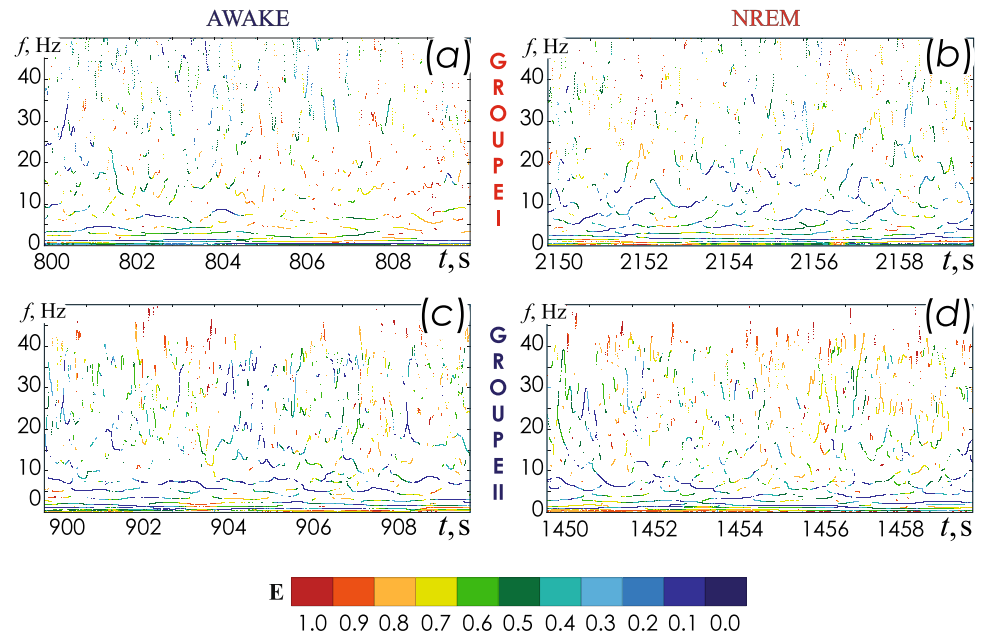 AWAKE
NREM
f, Hz
(a)
40
30
20
10
0
800 802 804 806 808 t, s
GROUPE I
f, Hz
(b)
40
30
20
10
0
2150 2152 2154 2156 2158 t, s
f, Hz
(c)
40
30
20
10
0
900 902 904 906 908 t, s
GROUPE II
f, Hz
(d)
40
30
20
10
0
1450 1452 1454 1456 1458 t, s
E
1.0 0.9 0.8 0.7 0.6 0.5 0.4 0.3 0.2 0.1 0.0